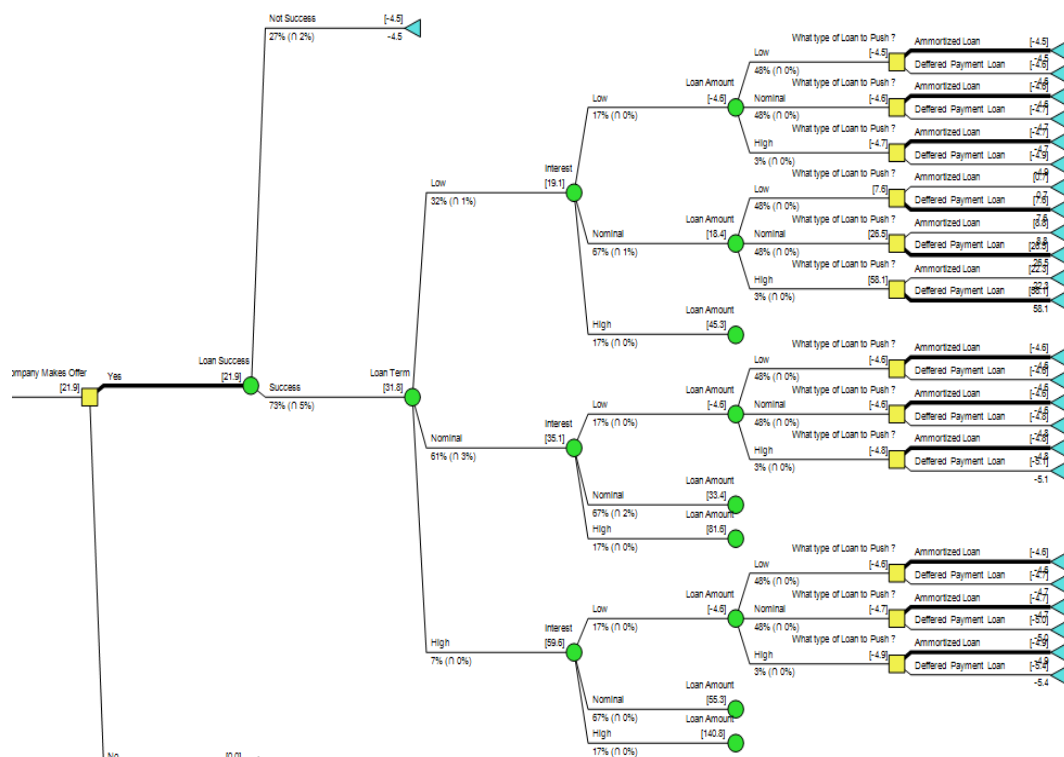 Not Success
[-4.5]
27% (∩ 2%)
-4.5
What type of Loan to Push ?
Low
[-4.5]
48% (∩ 0%)
Ammortized Loan
[-4.5]
Deffered Payment Loan
Loan Amount
[-4.6]
What type of Loan to Push ?
Nominal
[-4.6]
48% (∩ 0%)
Ammortized Loan
Deffered Payment Loan
Low
17% (∩ 0%)
What type of Loan to Push ?
High
[-4.7]
3% (∩ 0%)
Ammortized Loan
Deffered Payment Loan
Interest
[19.1]
Low
32% (∩ 1%)
What type of Loan to Push ?
Low
[7.6]
48% (∩ 0%)
Ammortized Loan
Deffered Payment Loan
Loan Amount
[18.4]
Nominal
67% (∩ 1%)
What type of Loan to Push ?
Nominal
[26.5]
48% (∩ 0%)
Ammortized Loan
Deffered Payment Loan
What type of Loan to Push ?
High
[58.1]
3% (∩ 0%)
Ammortized Loan
Deffered Payment Loan
58.1
Loan Amount
High
[45.3]
17% (∩ 0%)
ompany Makes Offer
[21.9]
Yes
Loan Success
[21.9]
Success
73% (∩ 5%)
Loan Term
[31.8]
What type of Loan to Push ?
Low
[-4.6]
48% (∩ 0%)
Ammortized Loan
[-4.6]
Deffered Payment Loan
Loan Amount
[-4.6]
Low
17% (∩ 0%)
What type of Loan to Push ?
Nominal
[-4.6]
48% (∩ 0%)
Ammortized Loan
Deffered Payment Loan
What type of Loan to Push ?
High
[-4.8]
3% (∩ 0%)
Ammortized Loan
Deffered Payment Loan
-5.1
Interest
[35.1]
Nominal
61% (∩ 3%)
Loan Amount
Nominal
[33.4]
67% (∩ 2%)
Loan Amount
High
[81.6]
17% (∩ 0%)
What type of Loan to Push ?
Low
[-4.6]
48% (∩ 0%)
Ammortized Loan
[-4.6]
Deffered Payment Loan
Loan Amount
[-4.6]
Low
17% (∩ 0%)
What type of Loan to Push ?
Nominal
[-4.7]
48% (∩ 0%)
Ammortized Loan
Deffered Payment Loan
What type of Loan to Push ?
High
[-4.9]
3% (∩ 0%)
Ammortized Loan
Deffered Payment Loan
-5.4
Interest
[59.6]
High
7% (∩ 0%)
Loan Amount
Nominal
[55.3]
67% (∩ 0%)
Loan Amount
High
[140.8]
17% (∩ 0%)
No
[0.0]